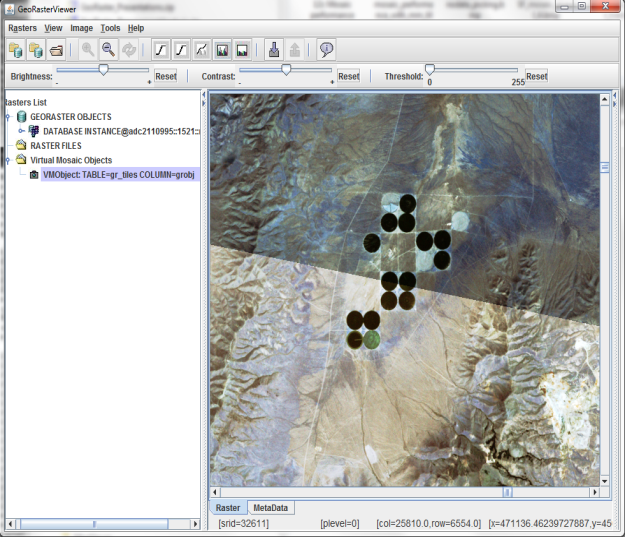 GeoRasterViewer
Rasters View Image Tools Help
Brightness: - + Reset Contrast: - + Reset Threshold: 0 255 Reset
asters List
GEORASTER OBJECTS
DATABASE INSTANCE@adc2110995:1521:
RASTER FILES
Virtual Mosaic Objects
VMObject: TABLE=gr_tiles COLUMN=grobj
Raster MetaData
[srid=32611] [plevel=0] [col=25810.0,row=6554.0] [x=471136.46239727887,y=45